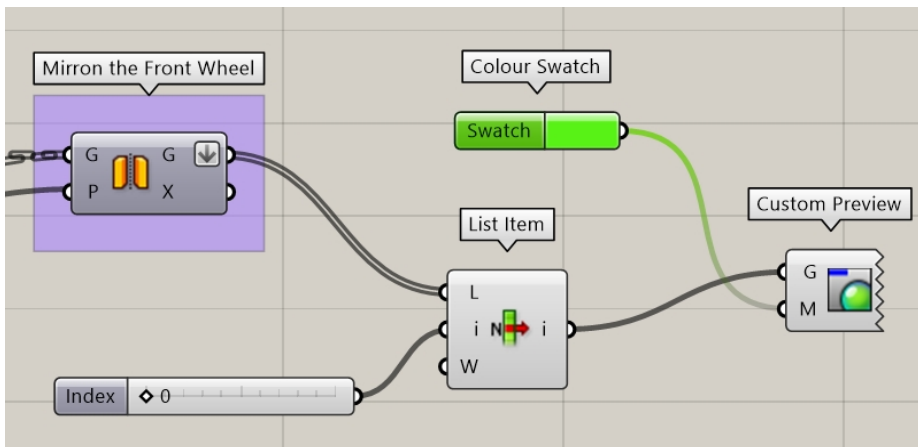 Mirron the Front Wheel
Colour Swatch
G G
P X
Swatch
List Item
Custom Preview
L
i N i
W
G
M
Index 0